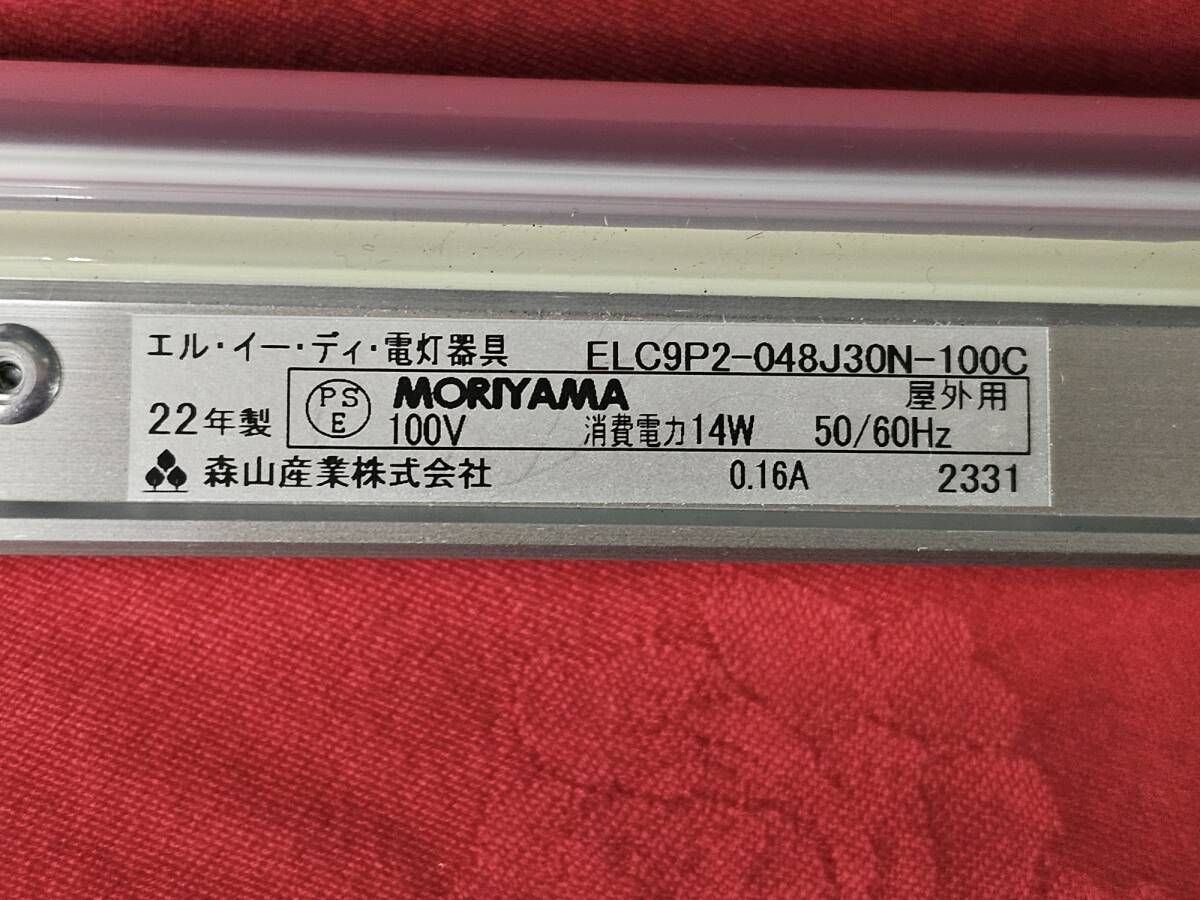 エル・イー・ディ・電灯器具 ELC9P2-048J30N-100C
22年製 PS E MORIYAMA 屋外用
100V 消費電力14W 50/60Hz
森山産業株式会社 0.16A 2331